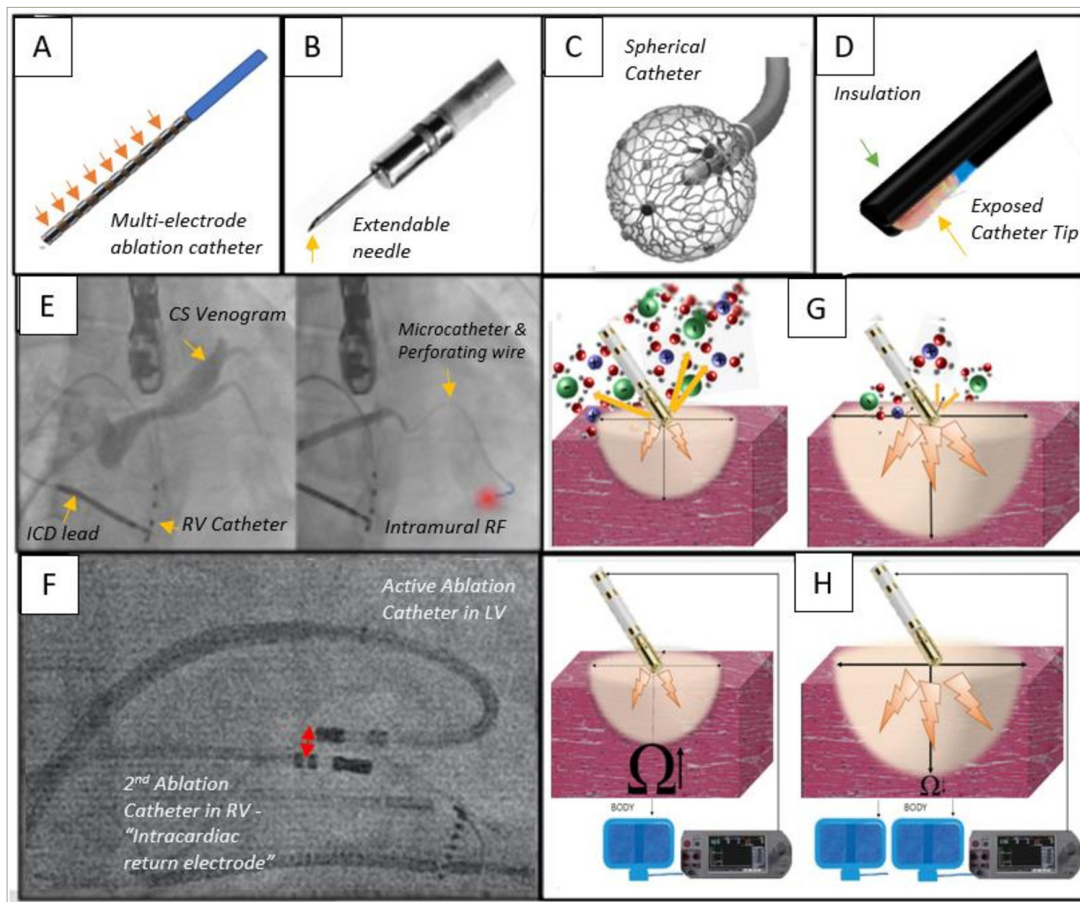 A
Multi-electrode
ablation catheter
B
Extendable
needle
C
Spherical
Catheter
D
Insulation
Exposed
Catheter Tip
E
CS Venogram
ICD lead
RV Catheter
Microcatheter &
Perforating wire
Intramural RF
G
F
Active Ablation
Catheter in LV
2nd Ablation
Catheter in RV -
“Intracardiac
return electrode”
H
Ω
BODY
Ω
BODY